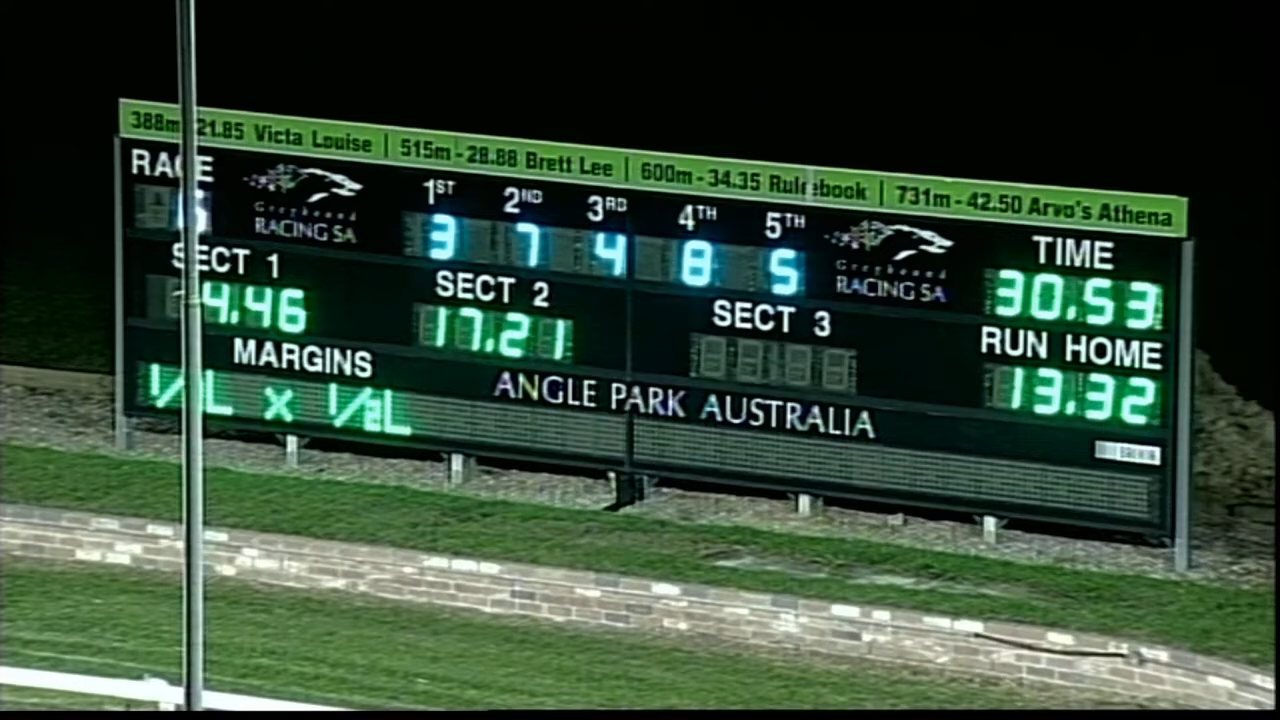 388m 21.85 Victa Louise | 515m - 28.88 Brett Lee | 600m - 34.35 Rulebook | 731m - 42.50 Arvo's Athena
RACE
Greyhound
RACING SA
1ST 2ND 3RD 4TH 5TH
3 7 4 8 5
Greyhound
RACING SA
TIME
30.53
SECT 1
4.46
SECT 2
17.21
SECT 3
RUN HOME
13.32
MARGINS
L x 1/2L
ANGLE PARK AUSTRALIA